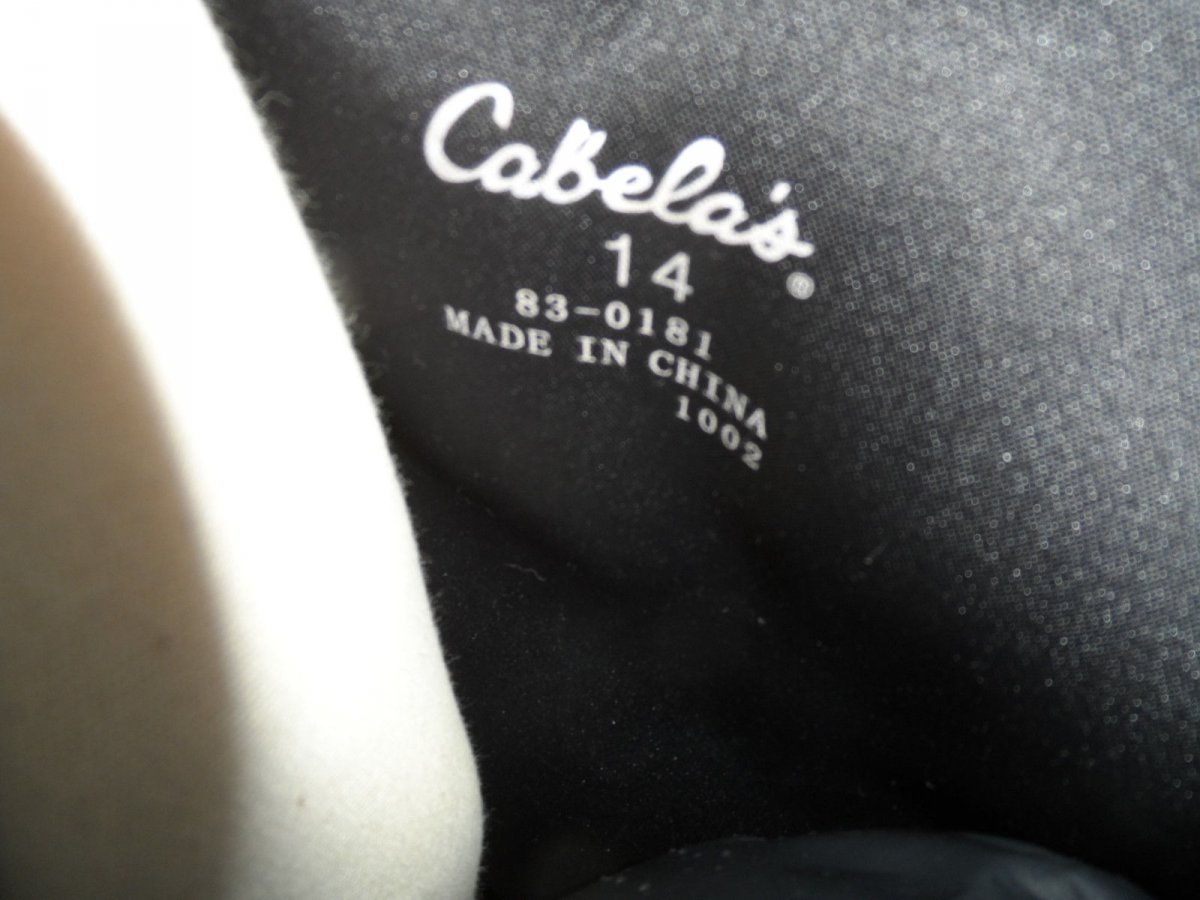 Cabela's®
14
83-0181
MADE IN CHINA
1002